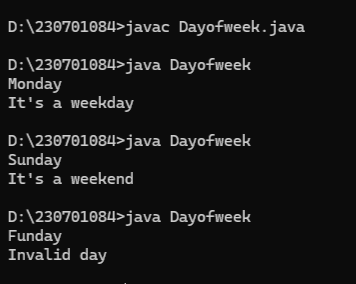 D:\230701084>javac Dayofweek.java
D:\230701084>java Dayofweek
Monday
It's a weekday
D:\230701084>java Dayofweek
Sunday
It's a weekend
D:\230701084>java Dayofweek
Funday
Invalid day